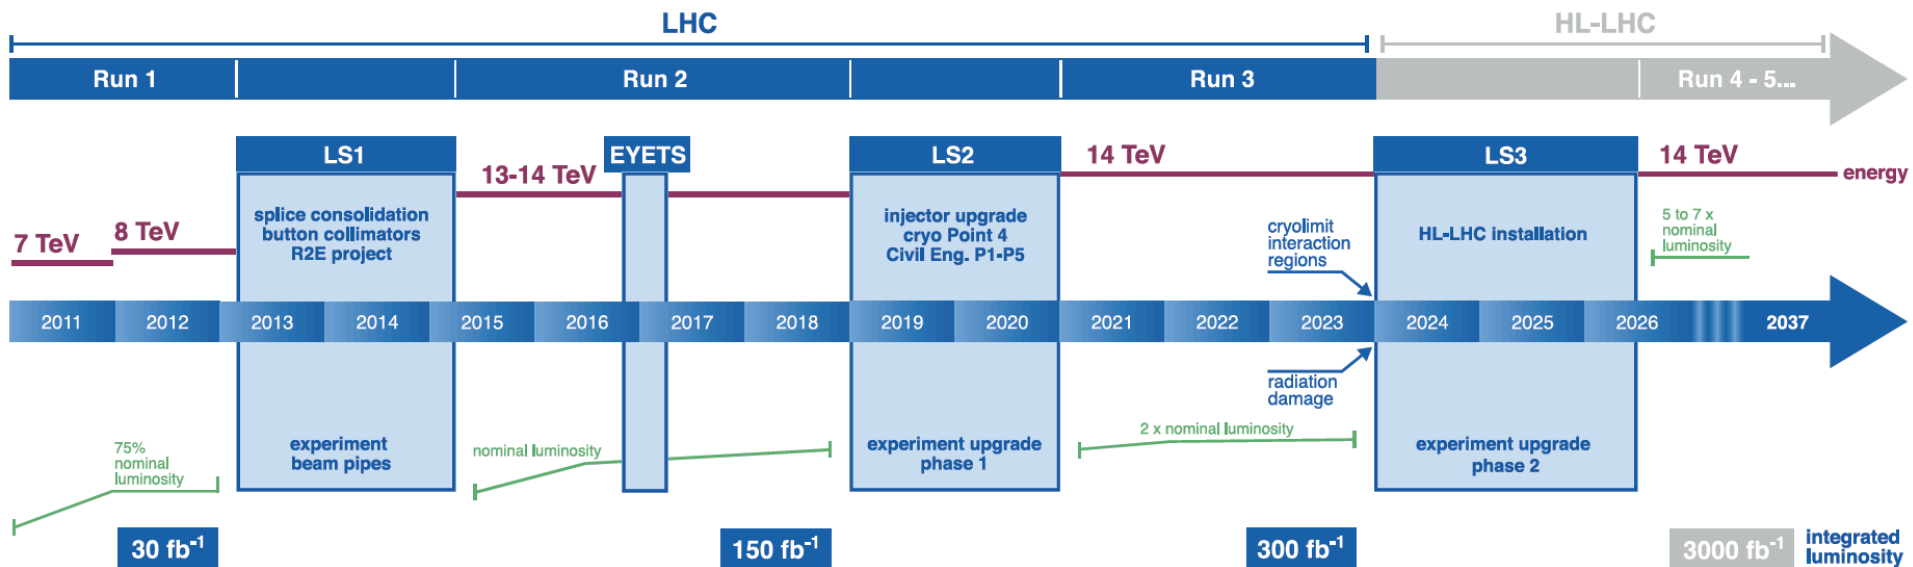 LHC
HL-LHC
Run 1
Run 2
Run 3
Run 4 - 5...
LS1
EYETS
LS2
LS3
7 TeV
8 TeV
13-14 TeV
14 TeV
14 TeV
energy
splice consolidation
button collimators
R2E project
injector upgrade
cryo Point 4
Civil Eng. P1-P5
cryolimit
interaction
regions
HL-LHC installation
5 to 7 x
nominal
luminosity
2011
2012
2013
2014
2015
2016
2017
2018
2019
2020
2021
2022
2023
2024
2025
2026
2037
radiation
damage
75%
nominal
luminosity
experiment
beam pipes
nominal luminosity
experiment upgrade
phase 1
2 x nominal luminosity
experiment upgrade
phase 2
30 fb⁻¹
150 fb⁻¹
300 fb⁻¹
3000 fb⁻¹
integrated
luminosity